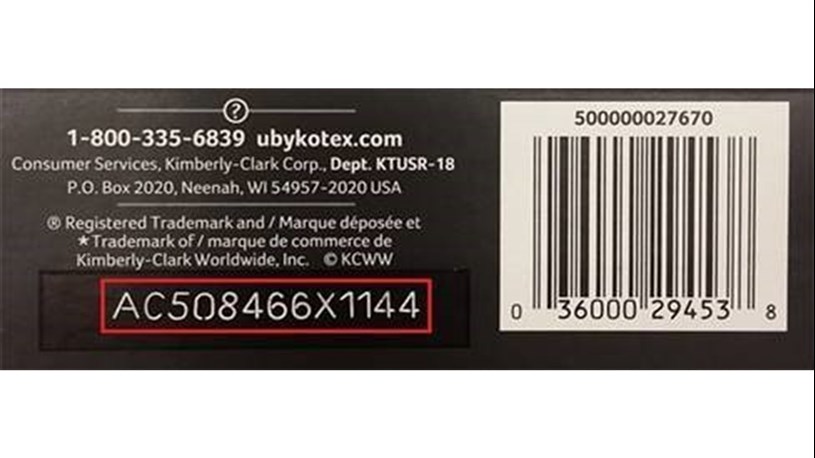 ?
1-800-335-6839 ubykotex.com
Consumer Services, Kimberly-Clark Corp., Dept. KTUSR-18
P.O. Box 2020, Neenah, WI 54957-2020 USA
® Registered Trademark and / Marque déposée et
★Trademark of / marque de commerce de
Kimberly-Clark Worldwide, Inc. © KCWW
AC508466X1144
500000027670
0 36000 29453 8